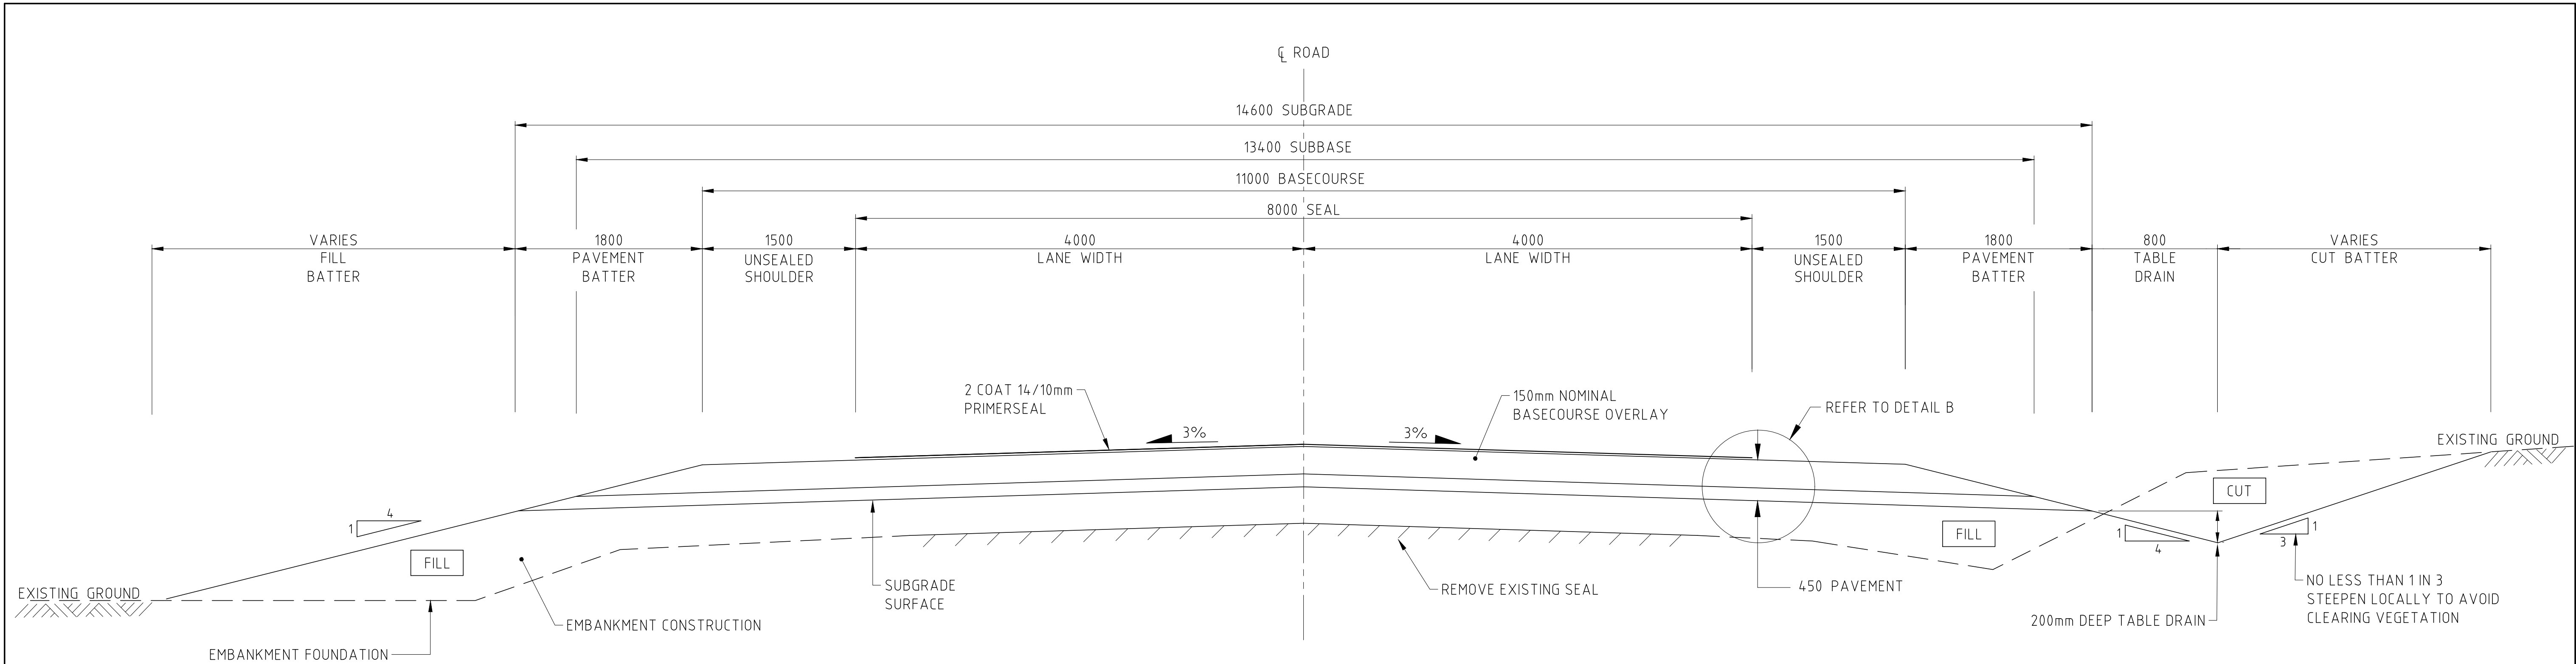 ℄ ROAD
14600 SUBGRADE
13400 SUBBASE
11000 BASECOURSE
8000 SEAL
VARIES
FILL
BATTER
1800
PAVEMENT
BATTER
1500
UNSEALED
SHOULDER
4000
LANE WIDTH
4000
LANE WIDTH
1500
UNSEALED
SHOULDER
1800
PAVEMENT
BATTER
800
TABLE
DRAIN
VARIES
CUT BATTER
2 COAT 14/10mm
PRIMERSEAL
3%
3%
150mm NOMINAL
BASECOURSE OVERLAY
REFER TO DETAIL B
EXISTING GROUND
CUT
4
1
FILL
FILL
1
4
1
3
EXISTING GROUND
SUBGRADE
SURFACE
REMOVE EXISTING SEAL
450 PAVEMENT
NO LESS THAN 1 IN 3
STEEPEN LOCALLY TO AVOID
CLEARING VEGETATION
200mm DEEP TABLE DRAIN
EMBANKMENT CONSTRUCTION
EMBANKMENT FOUNDATION